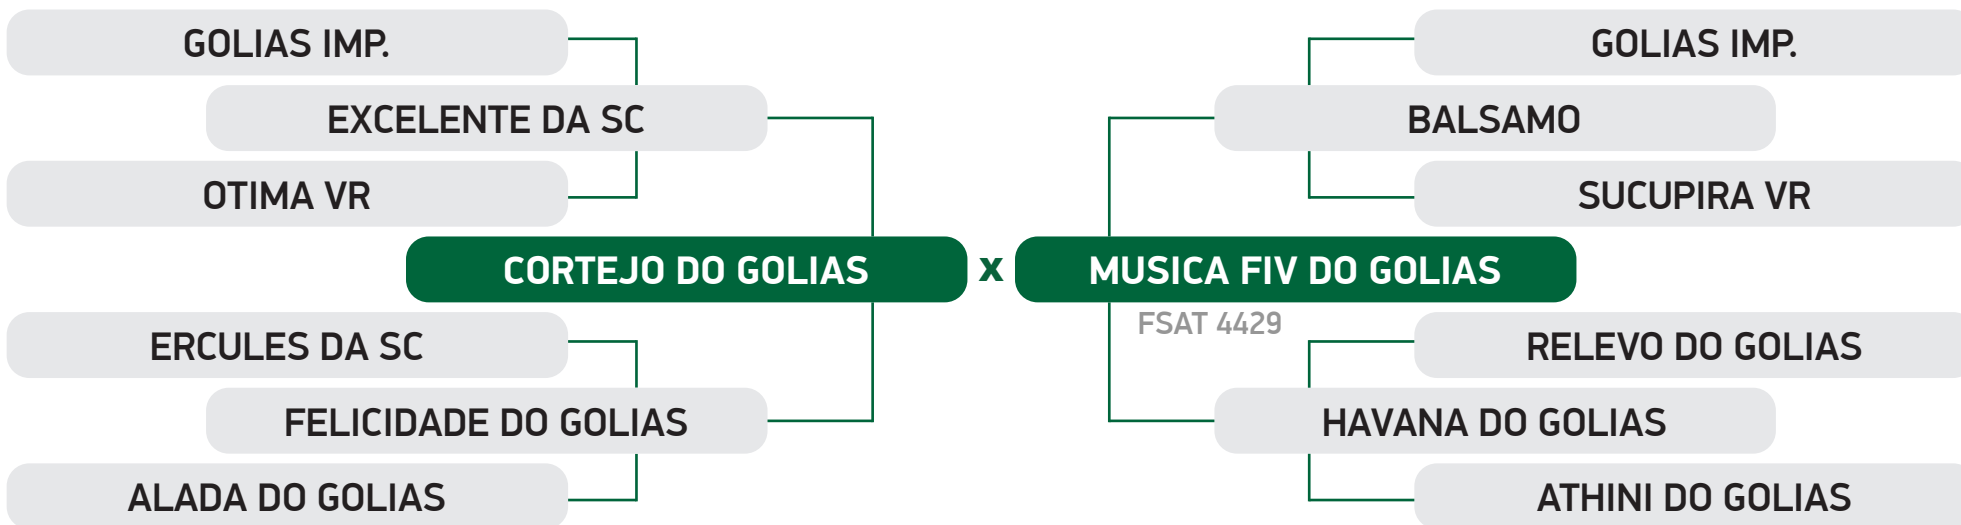 GOLIAS IMP.
GOLIAS IMP.
EXCELENTE DA SC
BALSAMO
OTIMA VR
SUCUPIRA VR
CORTEJO DO GOLIAS x MUSICA FIV DO GOLIAS
FSAT 4429
ERCULES DA SC
RELEVO DO GOLIAS
FELICIDADE DO GOLIAS
HAVANA DO GOLIAS
ALADA DO GOLIAS
ATHINI DO GOLIAS